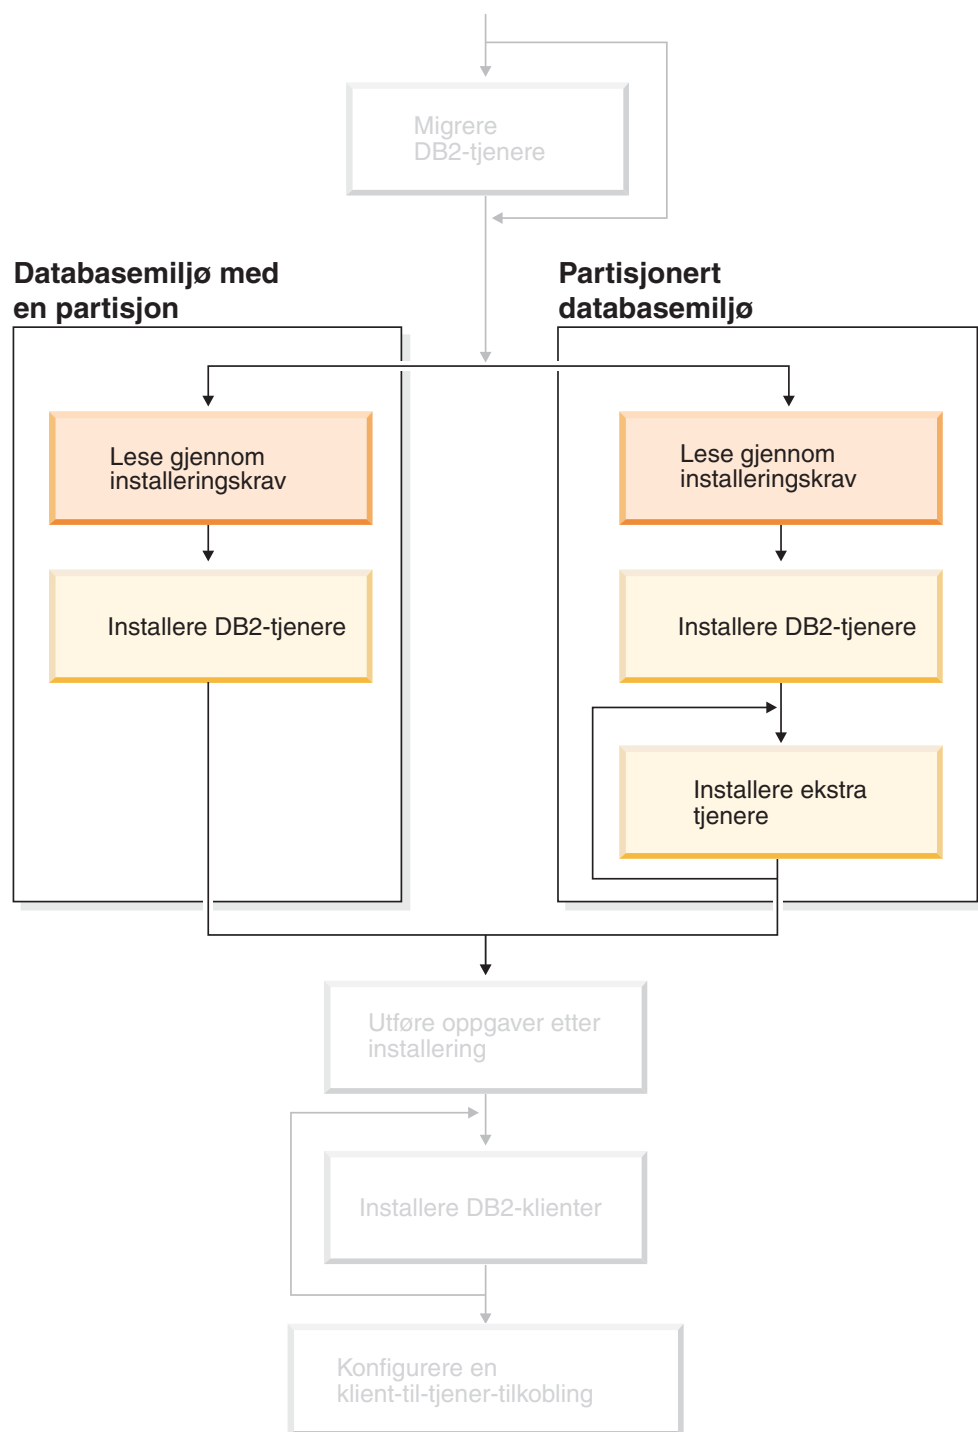 Migrere
DB2-tjenere
Databasemiljø med
en partisjon
Lese gjennom
installeringskrav
Installere DB2-tjenere
Partisjonert
databasemiljø
Lese gjennom
installeringskrav
Installere DB2-tjenere
Installere ekstra
tjenere
Utføre oppgaver etter
installering
Installere DB2-klienter
Konfigurere en
klient-til-tjener-tilkobling